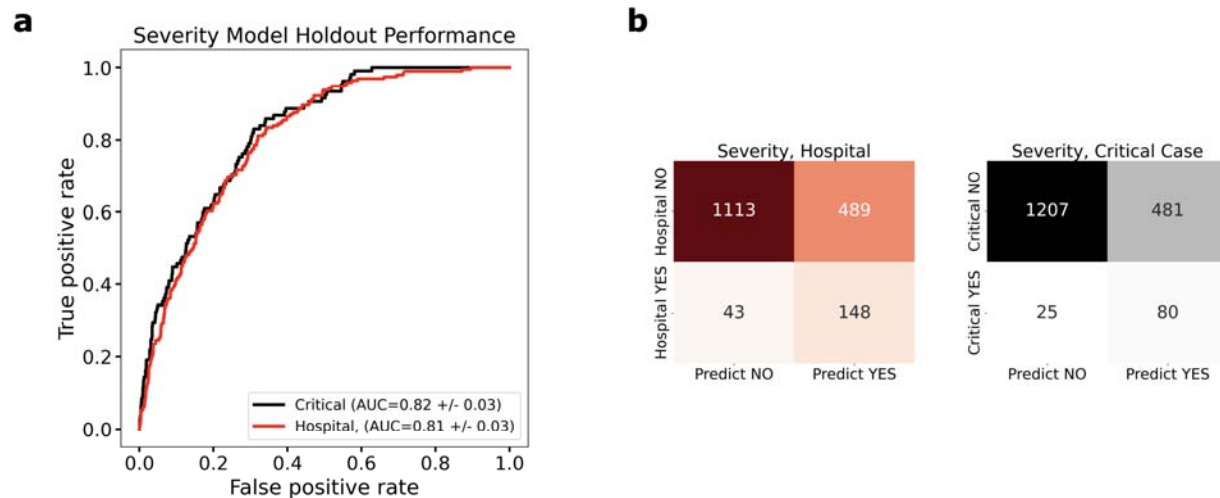 a
Severity Model Holdout Performance
True positive rate
1.0
0.8
0.6
0.4
0.2
0.0
0.0 0.2 0.4 0.6 0.8 1.0
False positive rate
Critical (AUC=0.82 +/- 0.03)
Hospital, (AUC=0.81 +/- 0.03)
b
Severity, Hospital
Hospital NO
1113 489
Hospital YES
43 148
Predict NO Predict YES
Severity, Critical Case
Critical NO
1207 481
Critical YES
25 80
Predict NO Predict YES